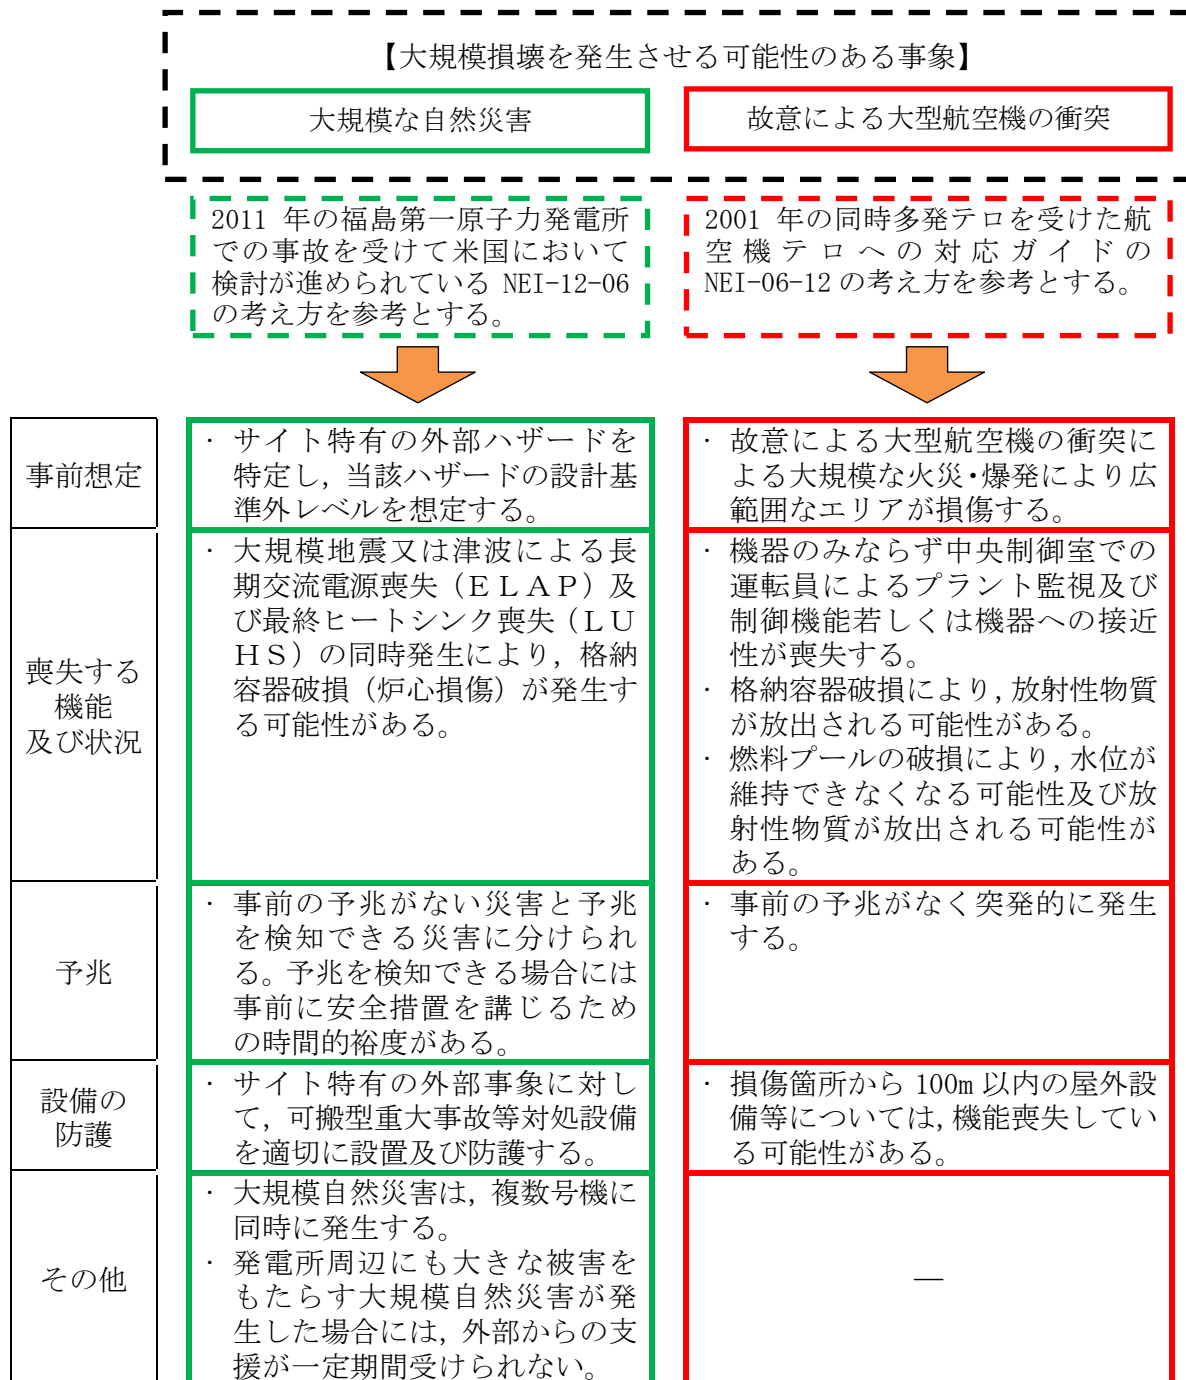 【大規模損壊を発生させる可能性のある事象】
大規模な自然災害
故意による大型航空機の衝突
2011 年の福島第一原子力発電所
での事故を受けて米国において
検討が進められている NEI-12-06
の考え方を参考とする。
2001 年の同時多発テロを受けた航
空機テロへの対応ガイドの
NEI-06-12 の考え方を参考とする。
事前想定
・ サイト特有の外部ハザードを
特定し，当該ハザードの設計基
準外レベルを想定する。
・ 故意による大型航空機の衝突に
よる大規模な火災・爆発により広
範囲なエリアが損傷する。
喪失する
機能
及び状況
・ 大規模地震又は津波による長
期交流電源喪失（ＥＬＡＰ）及
び最終ヒートシンク喪失（ＬＵ
ＨＳ）の同時発生により，格納
容器破損（炉心損傷）が発生す
る可能性がある。
・ 機器のみならず中央制御室での
運転員によるプラント監視及び
制御機能若しくは機器への接近
性が喪失する。
・ 格納容器破損により，放射性物質
が放出される可能性がある。
・ 燃料プールの破損により，水位が
維持できなくなる可能性及び放
射性物質が放出される可能性が
ある。
予兆
・ 事前の予兆がない災害と予兆
を検知できる災害に分けられ
る。予兆を検知できる場合には
事前に安全措置を講じるため
の時間的裕度がある。
・ 事前の予兆がなく突発的に発生
する。
設備の
防護
・ サイト特有の外部事象に対し
て，可搬型重大事故等対処設備
を適切に設置及び防護する。
・ 損傷箇所から 100m 以内の屋外設
備等については，機能喪失してい
る可能性がある。
その他
・ 大規模自然災害は，複数号機に
同時に発生する。
・ 発電所周辺にも大きな被害を
もたらす大規模自然災害が発
生した場合には，外部からの支
援が一定期間受けられない。
―